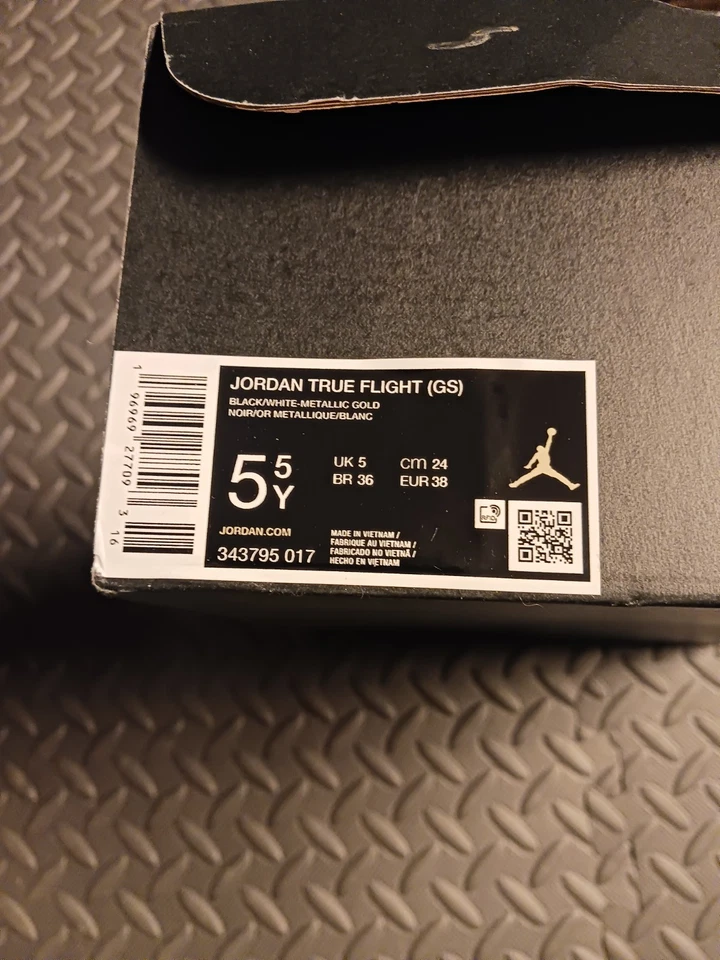 1 96969 27709 3 16
JORDAN TRUE FLIGHT (GS)
BLACK/WHITE-METALLIC GOLD
NOIR/OR METALLIQUE/BLANC
5 5Y
UK 5 cm 24
BR 36 EUR 38
JORDAN.COM
343795 017
MADE IN VIETNAM /
FABRIQUE AU VIETNAM /
FABRICADO NO VIETNÃ /
HECHO EN VIETNAM